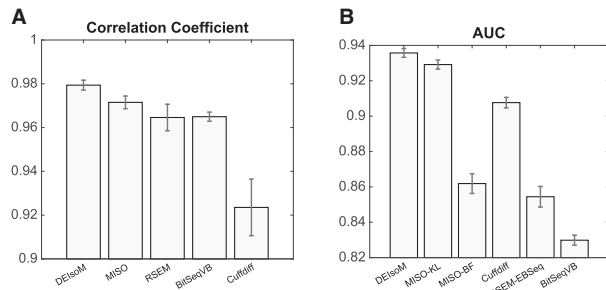 A
Correlation Coefficient
1
0.98
0.96
0.94
0.92
0.9
DEIsoM MISO RSEM BitSeqVB Cuffdiff
B
AUC
0.94
0.92
0.9
0.88
0.86
0.84
0.82
DEIsoM MISO-KL MISO-BF Cuffdiff RSEM-EBSeq BitSeqVB